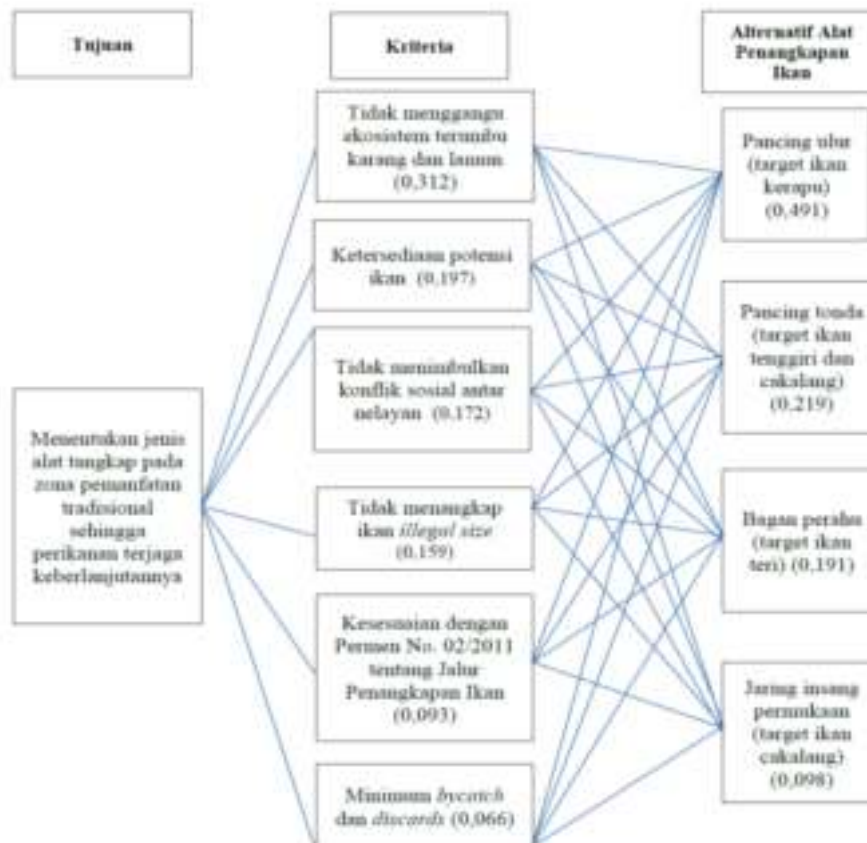 Tujuan
Kriteria
Alternatif Alat
Penangkapan
Ikan
Menentukan jenis
alat tangkap pada
zona pemanfatan
tradisional
sehingga
perikanan terjaga
keberlanjutannya
Tidak menggangu
ekosistem terumbu
karang dan lamun
(0,312)
Ketersediaan potensi
ikan (0,197)
Tidak menimbulkan
konflik sosial antar
nelayan (0,172)
Tidak menangkap
ikan illegal size
(0,159)
Kesesuaian dengan
Permen No. 02/2011
tentang Jalur
Penangkapan Ikan
(0,093)
Minimum bycatch
dan discards (0,066)
Pancing ulur
(target ikan
kerapu)
(0,491)
Pancing tonda
(target ikan
tenggiri dan
cakalang)
(0,219)
Bagan perahu
(target ikan
teri) (0,191)
Jaring insang
permukaan
(target ikan
cakalang)
(0,098)